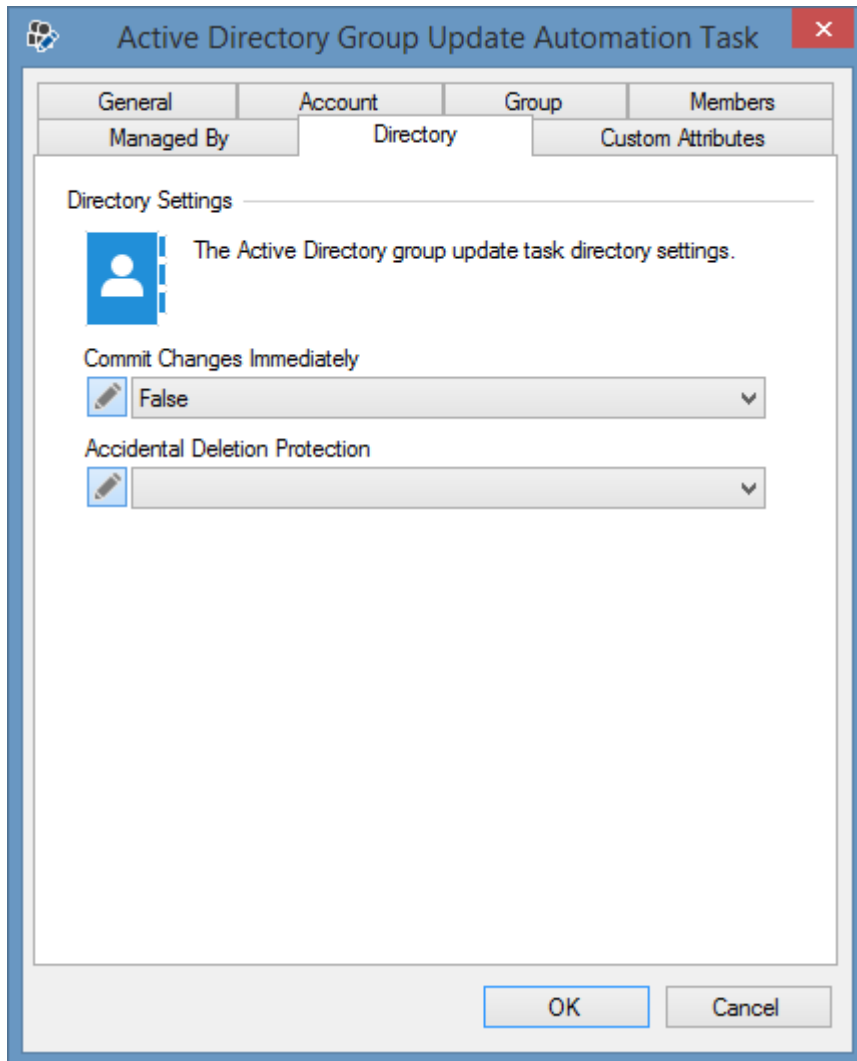 Active Directory Group Update Automation Task
General Account Group Members
Managed By Directory Custom Attributes
Directory Settings
The Active Directory group update task directory settings.
Commit Changes Immediately
False
Accidental Deletion Protection
OK Cancel